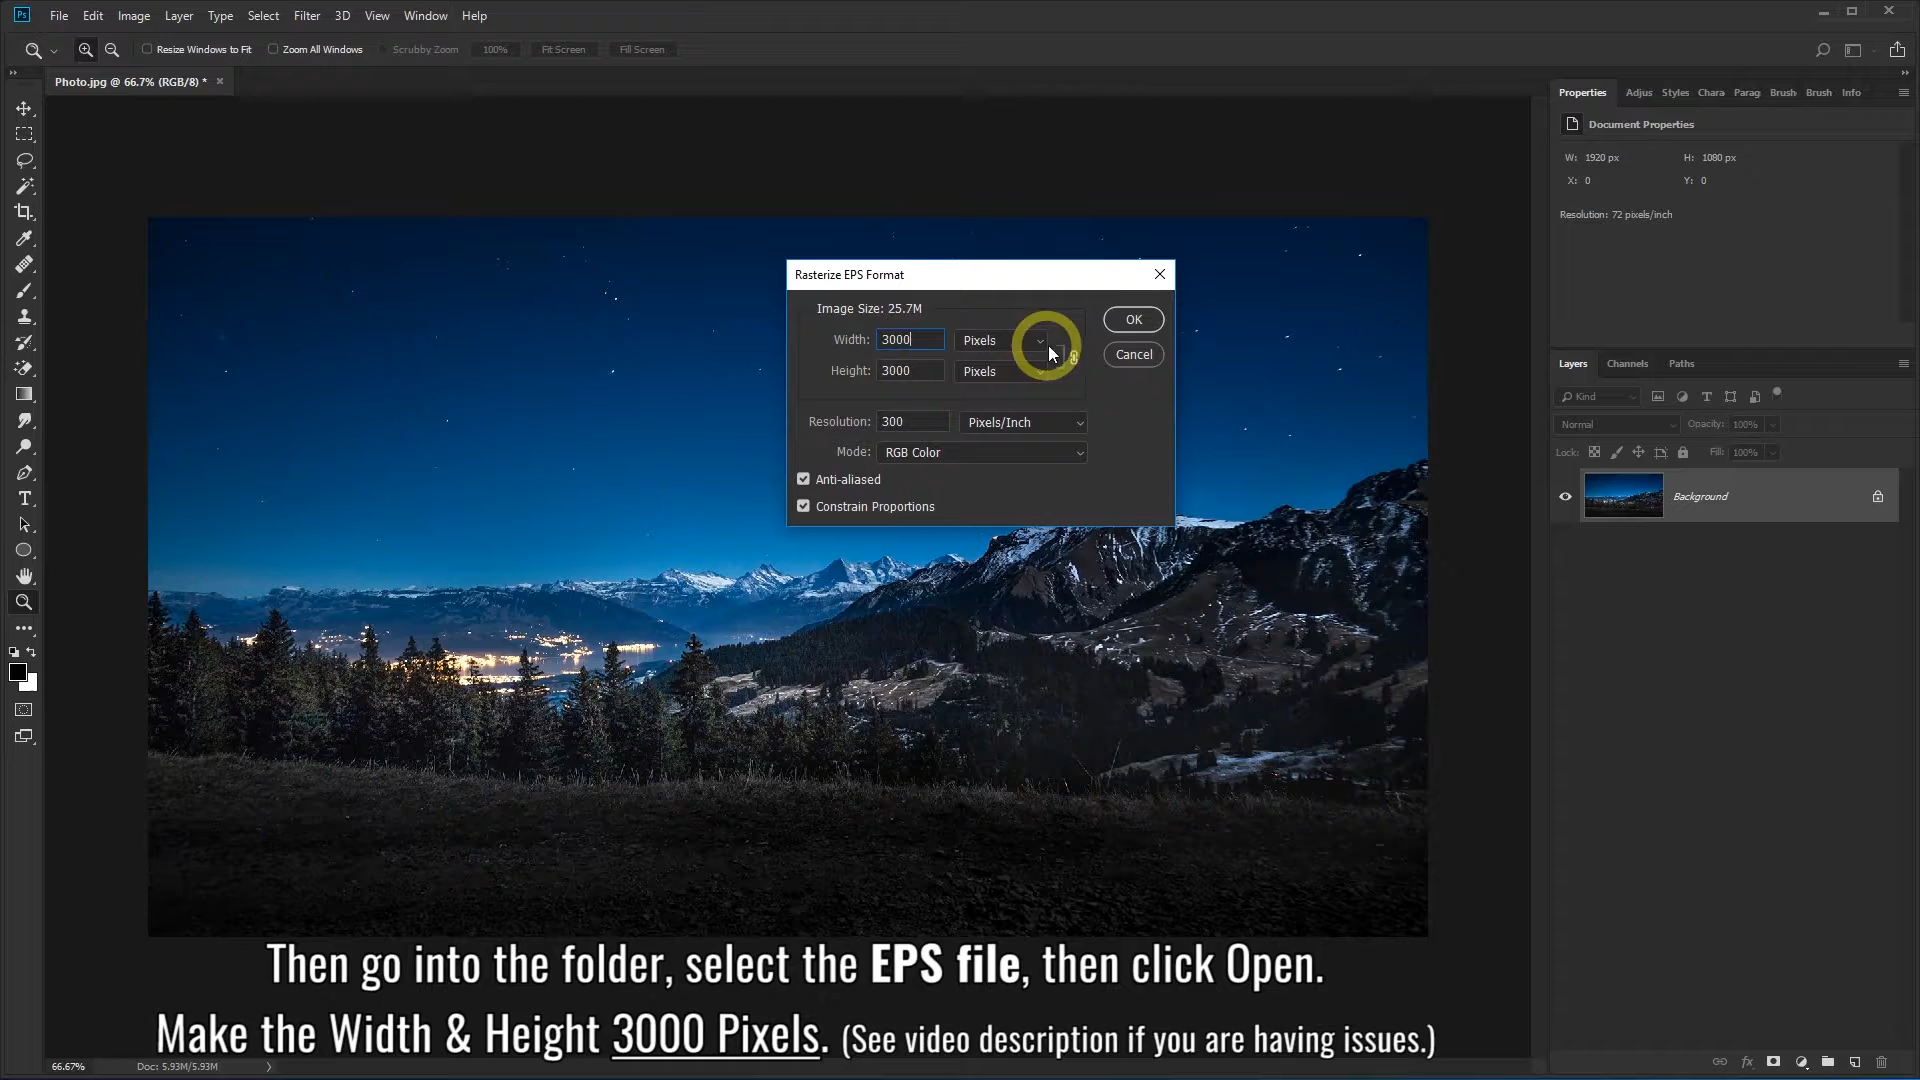 Ps File Edit Image Layer Type Select Filter 3D View Window Help
Resize Windows to Fit Zoom All Windows Scrubby Zoom 100% Fit Screen Fill Screen
Photo.jpg @ 66.7% (RGB/8) *
Properties Adjus Styles Chara Parag Brush Brush Info
Document Properties
W: 1920 px H: 1080 px
X: 0 Y: 0
Resolution: 72 pixels/inch
Rasterize EPS Format
Image Size: 25.7M
Width: 3000 Pixels
Height: 3000 Pixels
OK
Cancel
Resolution: 300 Pixels/Inch
Mode: RGB Color
Anti-aliased
Constrain Proportions
Layers Channels Paths
Kind
Normal Opacity: 100%
Lock: Fill: 100%
Background
Then go into the folder, select the EPS file, then click Open.
Make the Width & Height 3000 Pixels. (See video description if you are having issues.)
66.67% Doc: 5.93M/5.93M
fx